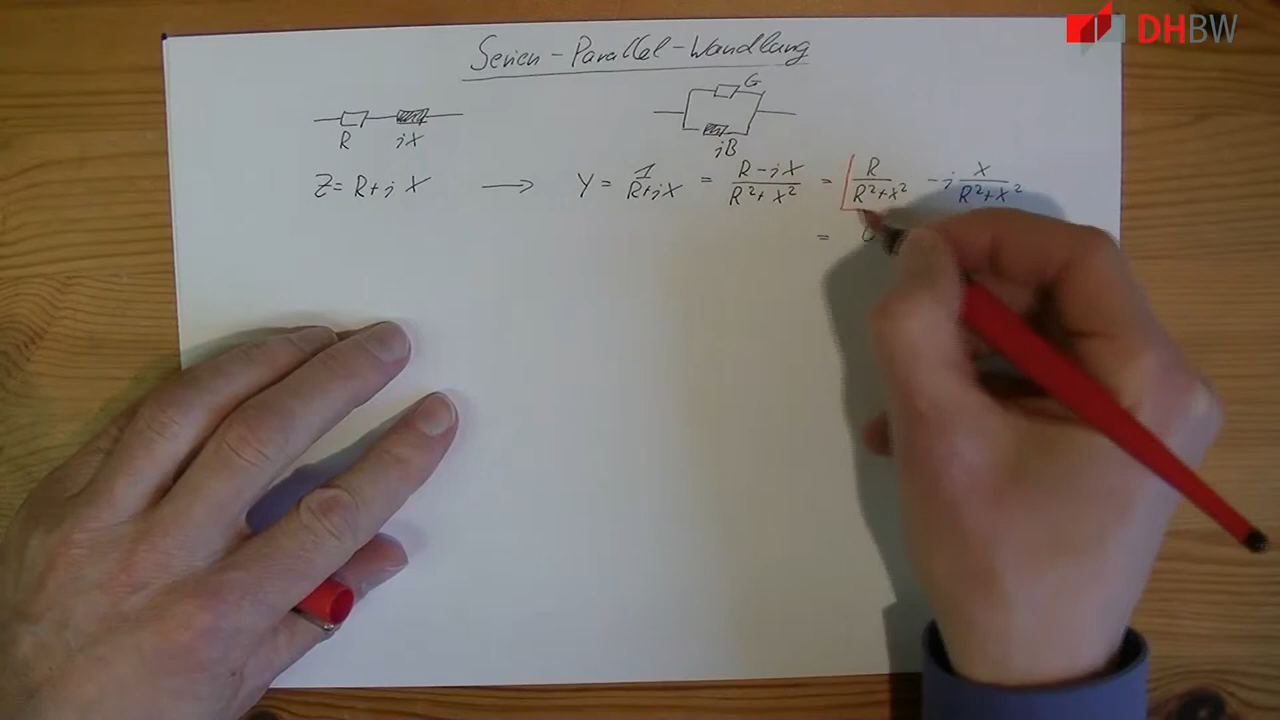 DHBW
Serien-Parallel-Wandlung
G
R jX
jB
Z = R + j X → Y = 1/(R+jX) = (R-jX)/(R²+X²) = R/(R²+X²) - j X/(R²+X²)
=